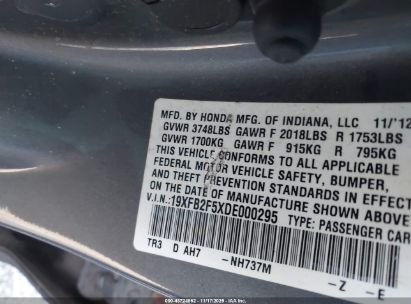 MFD. BY HONDA MFG. OF INDIANA, LLC 11/'12
GVWR 3748LBS GAWR F 2018LBS R 1753LBS
GVWR 1700KG GAWR F 915KG R 795KG
THIS VEHICLE CONFORMS TO ALL APPLICABLE
FEDERAL MOTOR VEHICLE SAFETY, BUMPER,
AND THEFT PREVENTION STANDARDS IN EFFECT
ON THE DATE OF MANUFACTURE SHOWN ABOVE.
V.I.N.:19XFB2F5XDE000295 TYPE: PASSENGER CAR
TR3 D AH7 -NH737M -Z -E